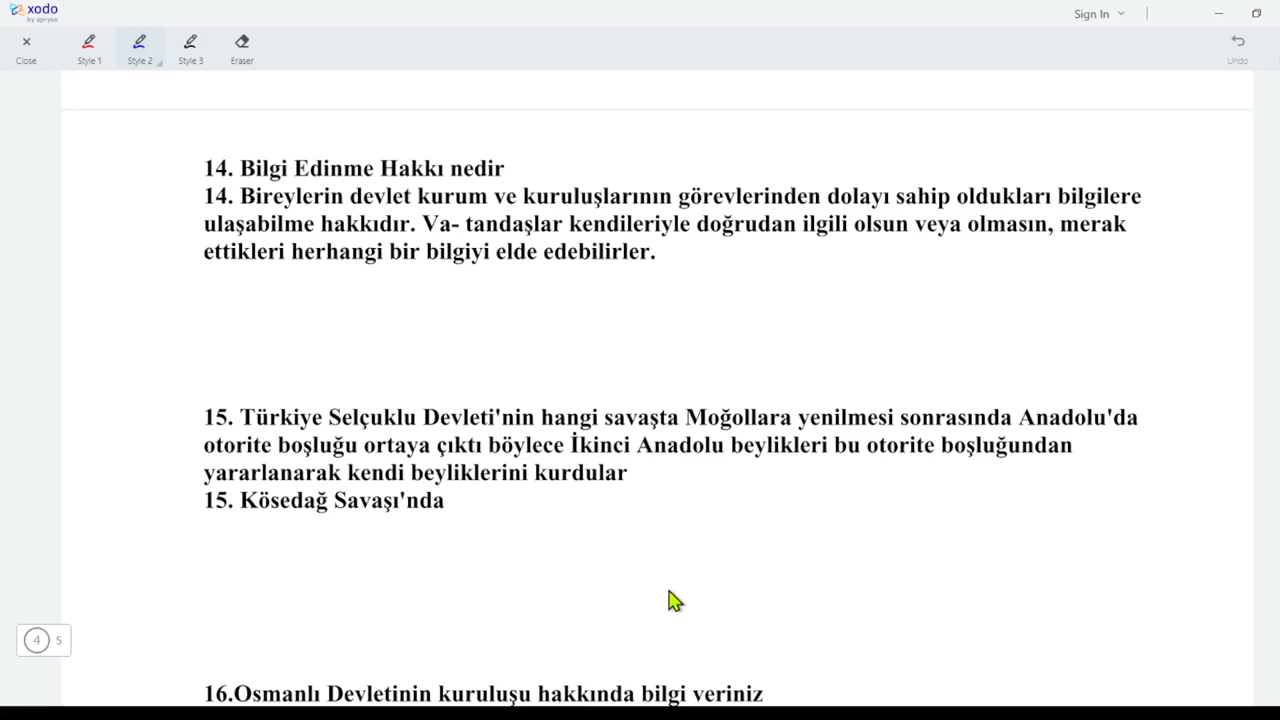 xodo
by apryse
Sign In
Close
Style 1
Style 2
Style 3
Eraser
Undo
14. Bilgi Edinme Hakkı nedir
14. Bireylerin devlet kurum ve kuruluşlarının görevlerinden dolayı sahip oldukları bilgilere
ulaşabilme hakkıdır. Va- tandaşlar kendileriyle doğrudan ilgili olsun veya olmasın, merak
ettikleri herhangi bir bilgiyi elde edebilirler.
15. Türkiye Selçuklu Devleti'nin hangi savaşta Moğollara yenilmesi sonrasında Anadolu'da
otorite boşluğu ortaya çıktı böylece İkinci Anadolu beylikleri bu otorite boşluğundan
yararlanarak kendi beyliklerini kurdular
15. Kösedağ Savaşı'nda
4 5
16.Osmanlı Devletinin kuruluşu hakkında bilgi veriniz